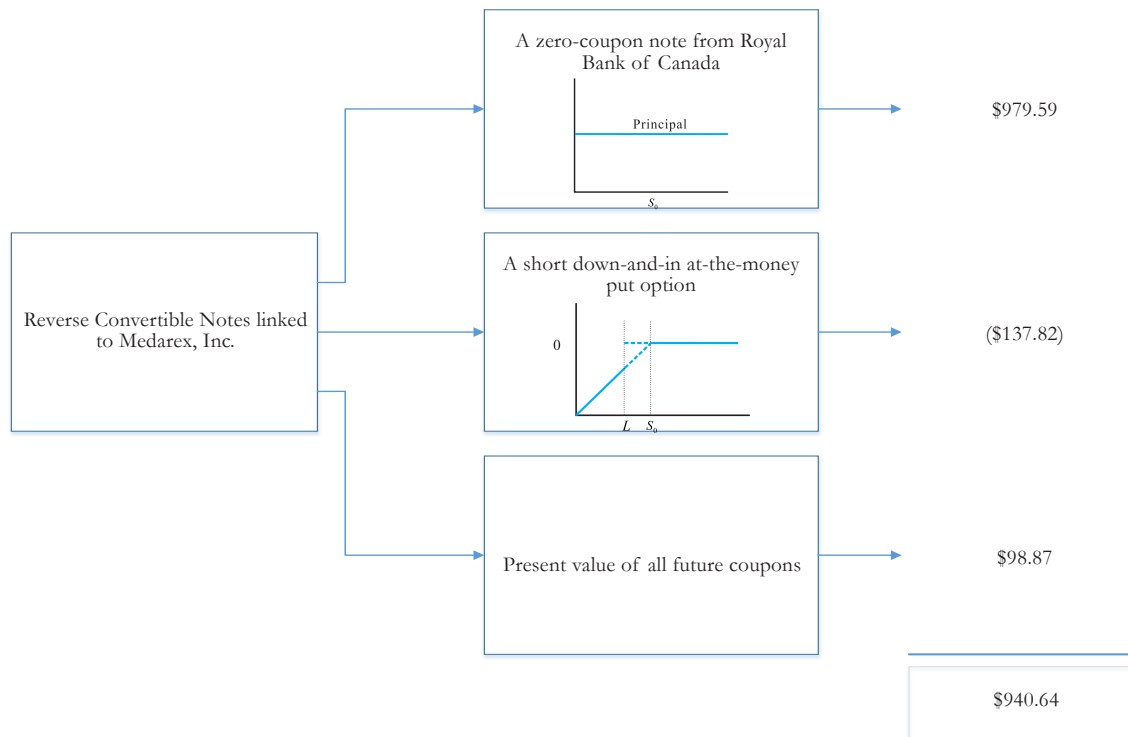 A zero-coupon note from Royal
Bank of Canada
Principal
S₀
$979.59
Reverse Convertible Notes linked
to Medarex, Inc.
A short down-and-in at-the-money
put option
0
L
S₀
($137.82)
Present value of all future coupons
$98.87
$940.64